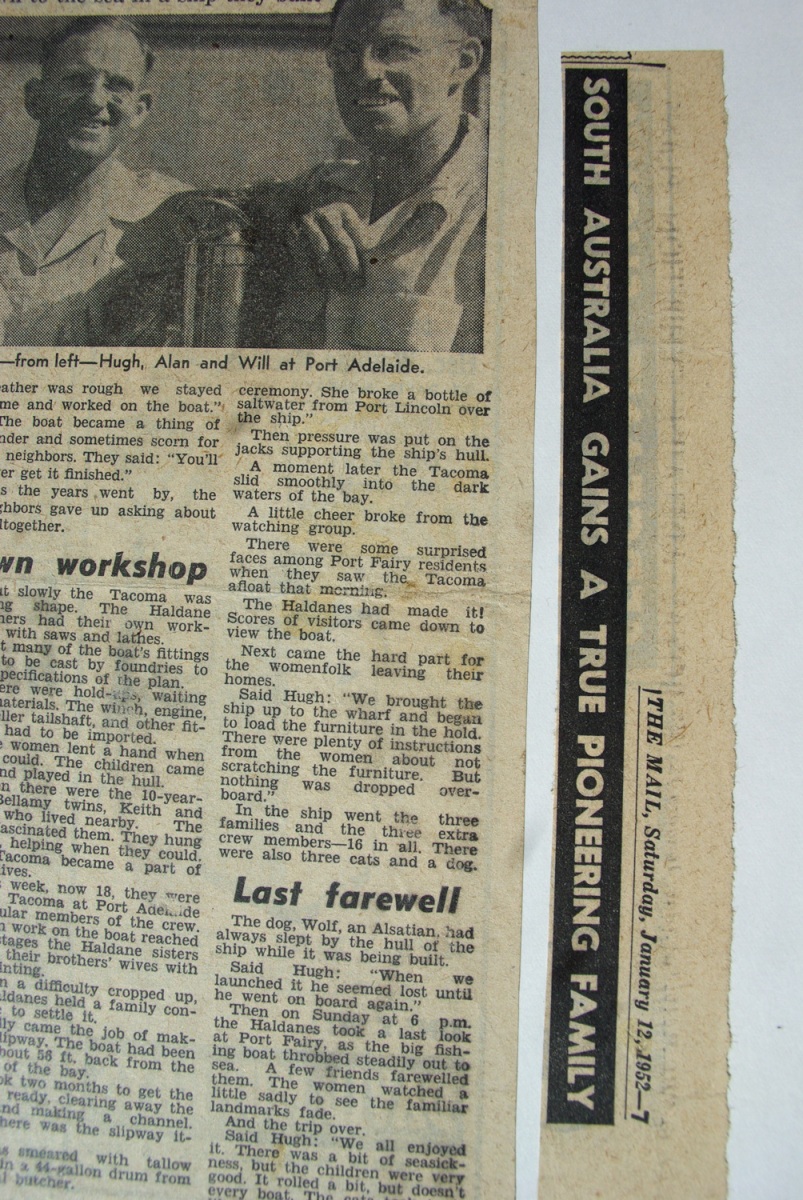 —from left—Hugh, Alan and Will at Port Adelaide.
eather was rough we stayed
me and worked on the boat."
The boat became a thing of
nder and sometimes scorn for
neighbors. They said: "You'll
er get it finished."
s the years went by, the
ghbors gave up asking about
ltogether.
wn workshop
ut slowly the Tacoma was
ng shape. The Haldane
hers had their own work-
with saws and lathes.
t many of the boat's fittings
to be cast by foundries to
pecifications of the plan.
ere were hold-ups, waiting
aterials. The winch, engine,
ller tailshaft, and other fit-
had to be imported.
e women lent a hand when
could. The children came
nd played in the hull.
n there were the 10-year-
Bellamy twins, Keith and
who lived nearby. The
ascinated them. They hung
, helping when they could.
Tacoma became a part of
ives.
week, now 18, they were
Tacoma at Port Adelaide
ular members of the crew.
n work on the boat reached
tages the Haldane sisters
their brothers' wives with
inting.
n a difficulty cropped up,
ldanes held a family con-
to settle it.
lly came the job of mak-
lipway. The boat had been
bout 56 ft. back from the
of the bay.
ok two months to get the
ready, clearing away the
nd making a channel.
here was the slipway it-
s smeared with tallow
in a 44-gallon drum from
l butcher.
ceremony. She broke a bottle of
saltwater from Port Lincoln over
the ship."
Then pressure was put on the
jacks supporting the ship's hull.
A moment later the Tacoma
slid smoothly into the dark
waters of the bay.
A little cheer broke from the
watching group.
There were some surprised
faces among Port Fairy residents
when they saw the Tacoma
afloat that morning.
The Haldanes had made it!
Scores of visitors came down to
view the boat.
Next came the hard part for
the womenfolk leaving their
homes.
Said Hugh: "We brought the
ship up to the wharf and began
to load the furniture in the hold.
There were plenty of instructions
from the women about not
scratching the furniture. But
nothing was dropped over-
board."
In the ship went the three
families and the three extra
crew members—16 in all. There
were also three cats and a dog.
Last farewell
The dog, Wolf, an Alsatian, had
always slept by the hull of the
ship while it was being built.
Said Hugh: "When we
launched it he seemed lost until
he went on board again."
Then on Sunday at 6 p.m.
the Haldanes took a last look
at Port Fairy, as the big fish-
ing boat throbbed steadily out to
sea. A few friends farewelled
them. The women watched a
little sadly to see the familiar
landmarks fade.
And the trip over.
Said Hugh: "We all enjoyed
it. There was a bit of seasick-
ness, but the children were very
good. It rolled a bit, but doesn't
every boat.
SOUTH AUSTRALIA GAINS A TRUE PIONEERING FAMILY
THE MAIL, Saturday, January 12, 1952—7